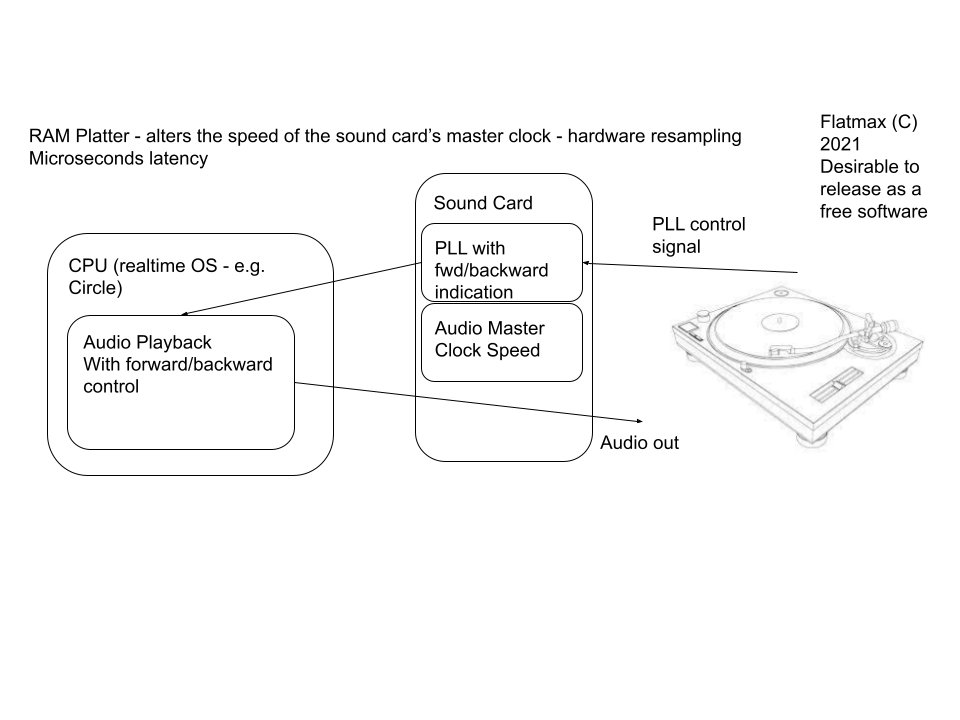 RAM Platter - alters the speed of the sound card's master clock - hardware resampling
Microseconds latency
Flatmax (C)
2021
Desirable to
release as a
free software
Sound Card
PLL control
signal
PLL with
fwd/backward
indication
CPU (realtime OS - e.g.
Circle)
Audio Master
Clock Speed
Audio Playback
With forward/backward
control
Audio out